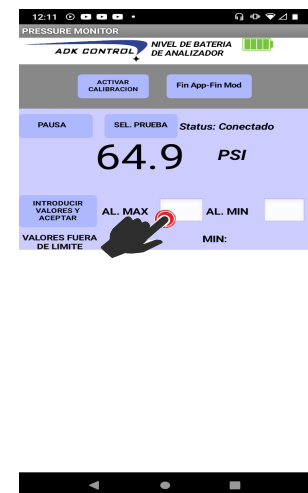 12:11
PRESSURE MONITOR
ADK CONTROL
NIVEL DE BATERIA
DE ANALIZADOR
ACTIVAR
CALIBRACION
Fin App-Fin Mod
PAUSA
SEL. PRUEBA
Status: Conectado
64.9
PSI
INTRODUCIR
VALORES Y
ACEPTAR
AL. MAX
AL. MIN
VALORES FUERA
DE LIMITE
MIN: